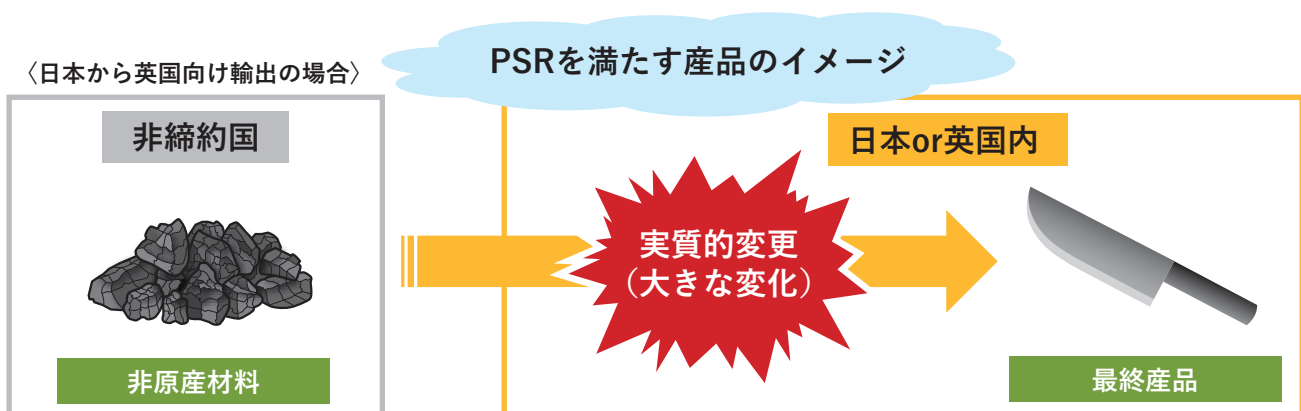 PSRを満たす産品のイメージ
〈日本から英国向け輸出の場合〉
非締約国
日本or英国内
実質的変更
（大きな変化）
非原産材料
最終産品